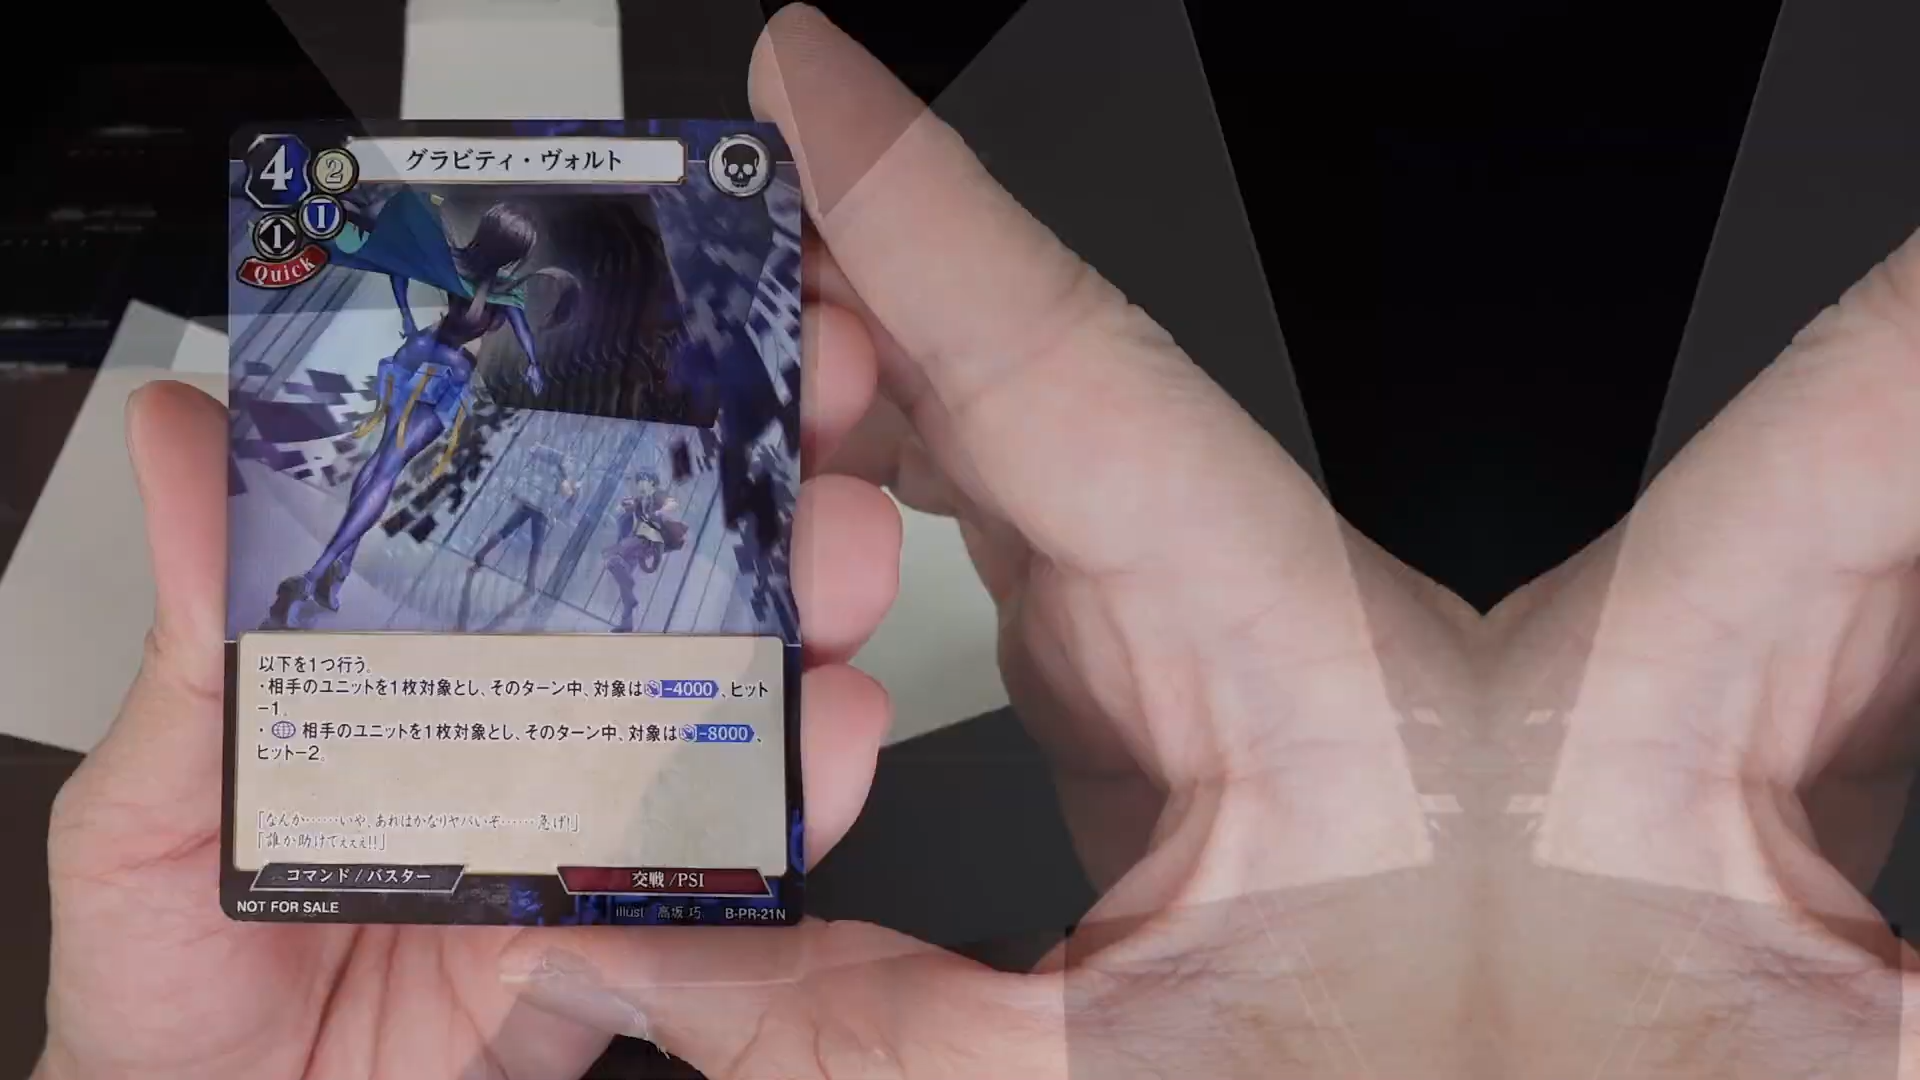 4
2
グラビティ・ヴォルト
1
1
Quick
以下を1つ行う。
・相手のユニットを1枚対象とし、そのターン中、対象は-4000、ヒット
-1。
・相手のユニットを1枚対象とし、そのターン中、対象は-8000、
ヒット-2。
「なんか……いや、あれはかなりヤバいぞ……急げ!」
「誰か助けてぇぇぇ!!」
コマンド/バスター
交戦/PSI
NOT FOR SALE
illust 高坂 巧
B-PR-21N